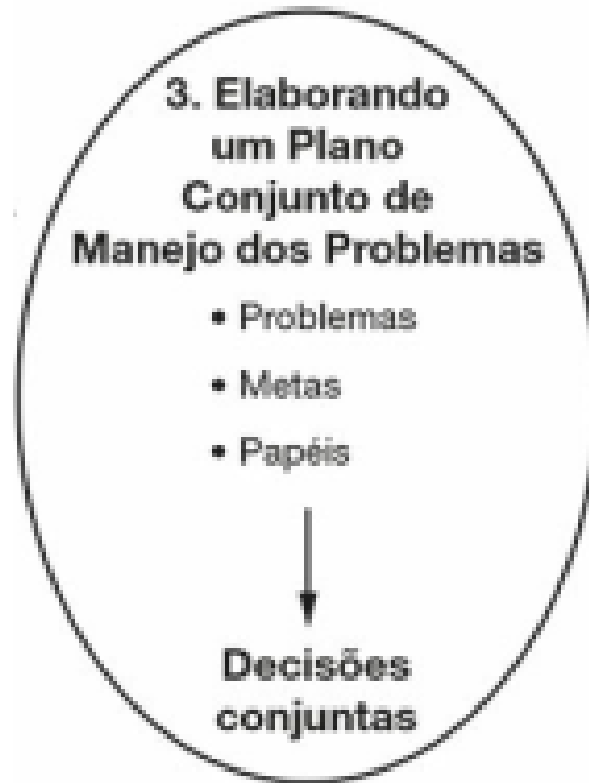 3. Elaborando
um Plano
Conjunto de
Manejo dos Problemas
• Problemas
• Metas
• Papéis
Decisões
conjuntas